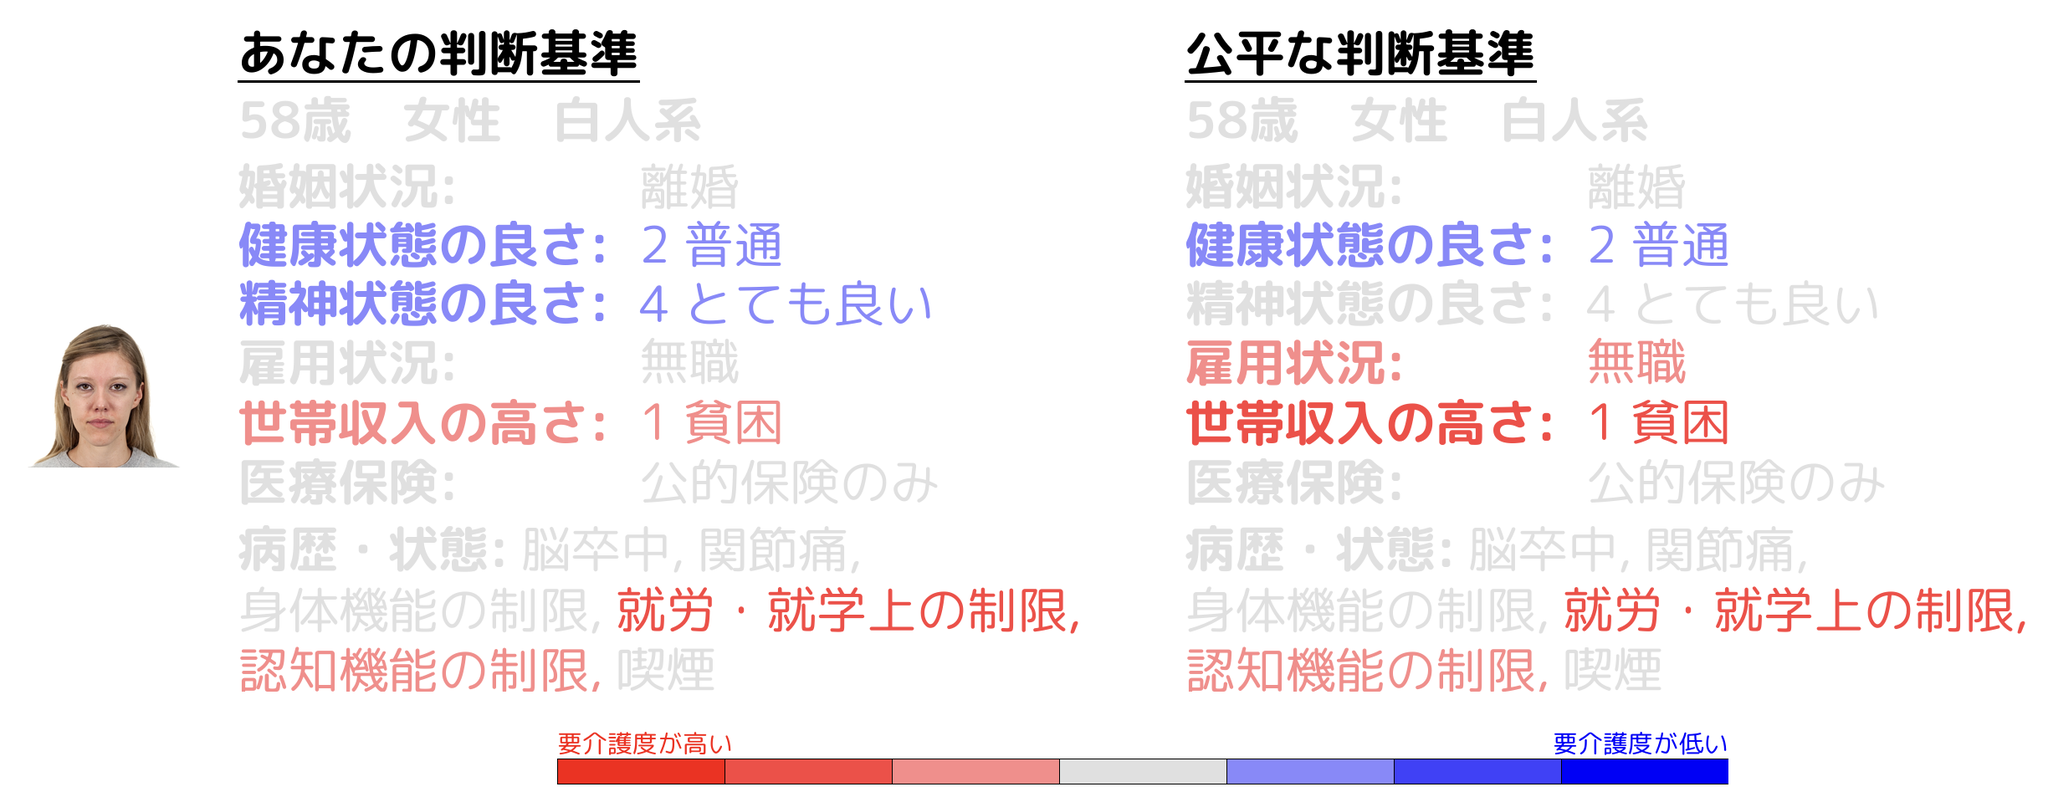 あなたの判断基準
58歳 女性 白人系
婚姻状況: 離婚
健康状態の良さ: 2 普通
精神状態の良さ: 4 とても良い
雇用状況: 無職
世帯収入の高さ: 1 貧困
医療保険: 公的保険のみ
病歴・状態: 脳卒中, 関節痛,
身体機能の制限, 就労・就学上の制限,
認知機能の制限, 喫煙
公平な判断基準
58歳 女性 白人系
婚姻状況: 離婚
健康状態の良さ: 2 普通
精神状態の良さ: 4 とても良い
雇用状況: 無職
世帯収入の高さ: 1 貧困
医療保険: 公的保険のみ
病歴・状態: 脳卒中, 関節痛,
身体機能の制限, 就労・就学上の制限,
認知機能の制限, 喫煙
要介護度が高い
要介護度が低い